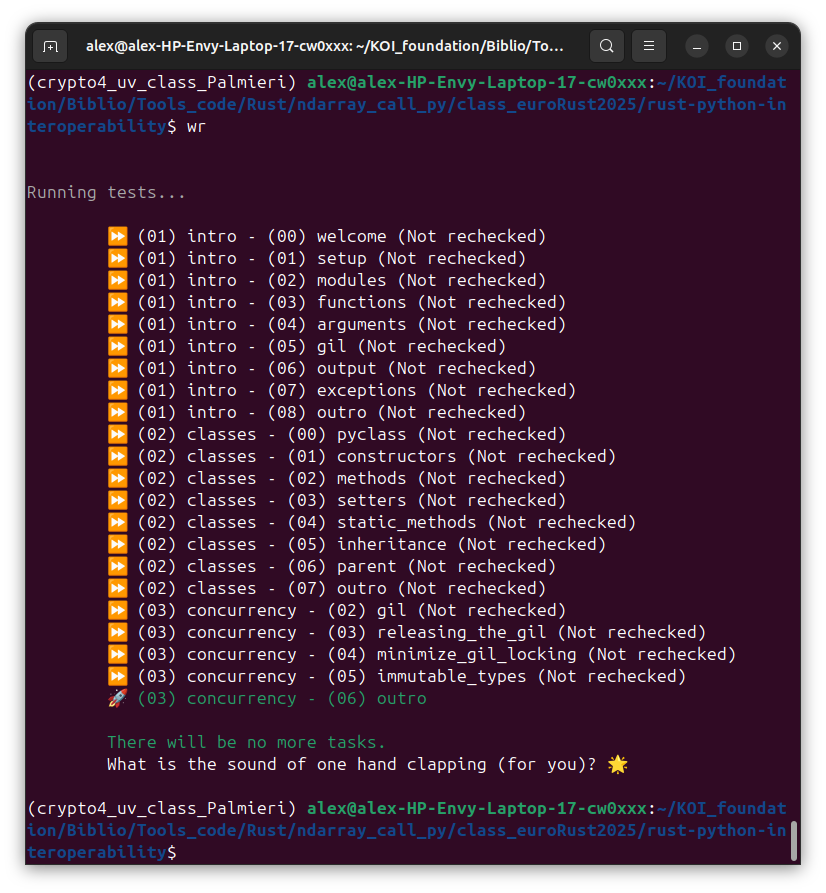 alex@alex-HP-Envy-Laptop-17-cw0xxx: ~/KOI_foundation/Biblio/To...
(crypto4_uv_class_Palmieri) alex@alex-HP-Envy-Laptop-17-cw0xxx:~/KOI_foundat
ion/Biblio/Tools_code/Rust/ndarray_call_py/class_euroRust2025/rust-python-in
teroperability$ wr
Running tests...
⏩ (01) intro - (00) welcome (Not rechecked)
⏩ (01) intro - (01) setup (Not rechecked)
⏩ (01) intro - (02) modules (Not rechecked)
⏩ (01) intro - (03) functions (Not rechecked)
⏩ (01) intro - (04) arguments (Not rechecked)
⏩ (01) intro - (05) gil (Not rechecked)
⏩ (01) intro - (06) output (Not rechecked)
⏩ (01) intro - (07) exceptions (Not rechecked)
⏩ (01) intro - (08) outro (Not rechecked)
⏩ (02) classes - (00) pyclass (Not rechecked)
⏩ (02) classes - (01) constructors (Not rechecked)
⏩ (02) classes - (02) methods (Not rechecked)
⏩ (02) classes - (03) setters (Not rechecked)
⏩ (02) classes - (04) static_methods (Not rechecked)
⏩ (02) classes - (05) inheritance (Not rechecked)
⏩ (02) classes - (06) parent (Not rechecked)
⏩ (02) classes - (07) outro (Not rechecked)
⏩ (03) concurrency - (02) gil (Not rechecked)
⏩ (03) concurrency - (03) releasing_the_gil (Not rechecked)
⏩ (03) concurrency - (04) minimize_gil_locking (Not rechecked)
⏩ (03) concurrency - (05) immutable_types (Not rechecked)
🚀 (03) concurrency - (06) outro
There will be no more tasks.
What is the sound of one hand clapping (for you)? 🌟
(crypto4_uv_class_Palmieri) alex@alex-HP-Envy-Laptop-17-cw0xxx:~/KOI_foundat
ion/Biblio/Tools_code/Rust/ndarray_call_py/class_euroRust2025/rust-python-in
teroperability$